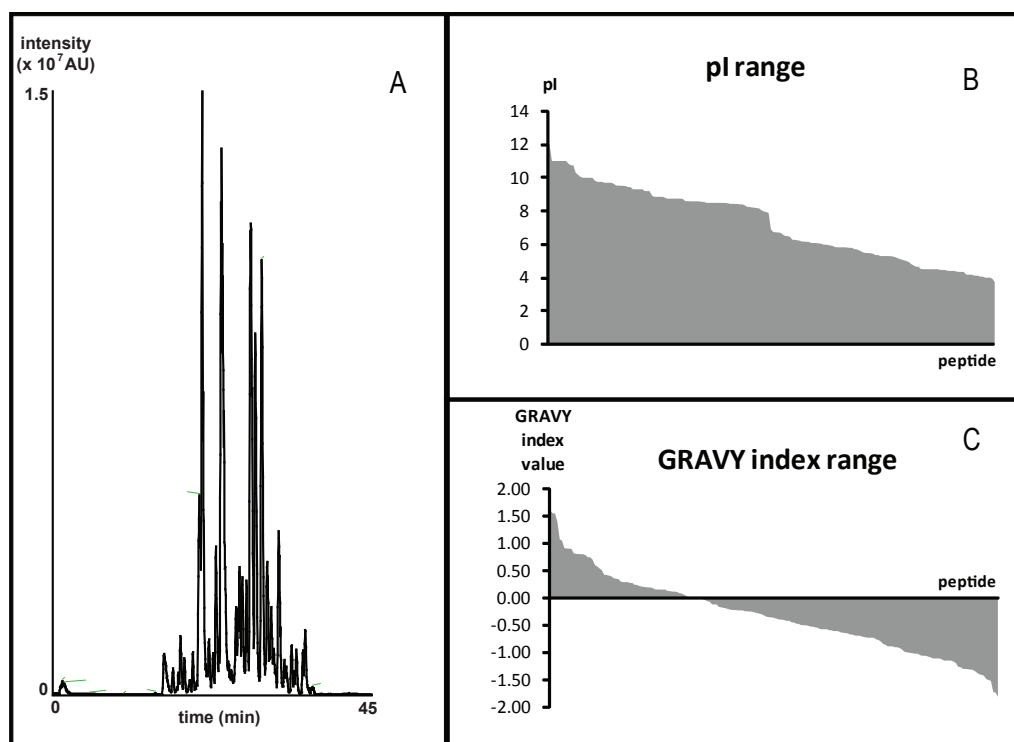 intensity
(x 10⁷AU)
A
1.5
0
0
45
time (min)
pI range
B
pI
14
12
10
8
6
4
2
0
peptide
GRAVY
index
value
C
GRAVY index range
2.00
1.50
1.00
0.50
peptide
0.00
-0.50
-1.00
-1.50
-2.00